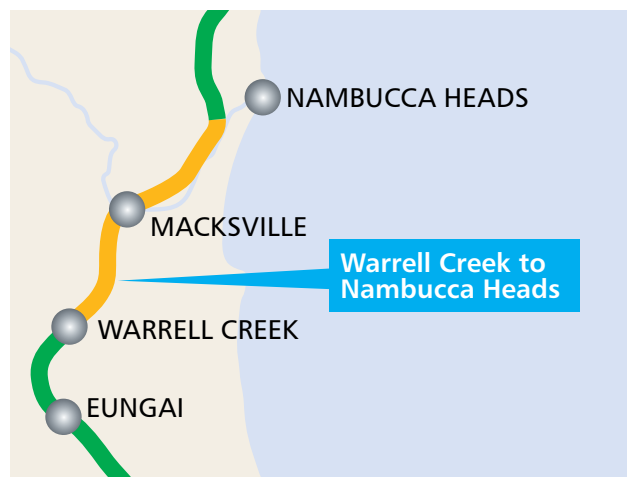 NAMBUCCA HEADS
MACKSVILLE
Warrell Creek to
Nambucca Heads
WARRELL CREEK
EUNGAI